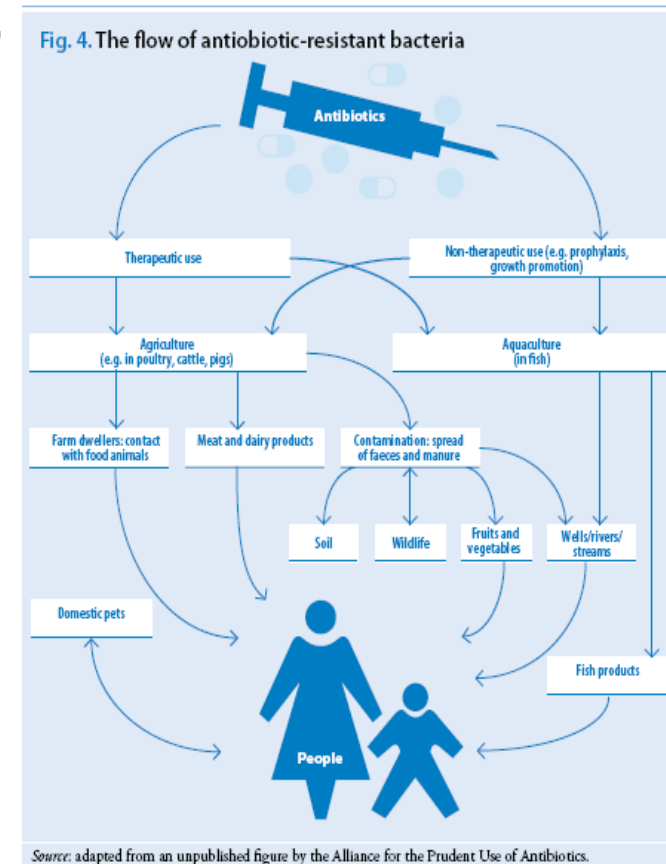 Fig. 4. The flow of antiobiotic-resistant bacteria
Antibiotics
Therapeutic use
Non-therapeutic use (e.g. prophylaxis,
growth promotion)
Agriculture
(e.g. in poultry, cattle, pigs)
Aquaculture
(in fish)
Farm dwellers: contact
with food animals
Meat and dairy products
Contamination: spread
of faeces and manure
Soil
Wildlife
Fruits and
vegetables
Wells/rivers/
streams
Domestic pets
Fish products
People
Source: adapted from an unpublished figure by the Alliance for the Prudent Use of Antibiotics.